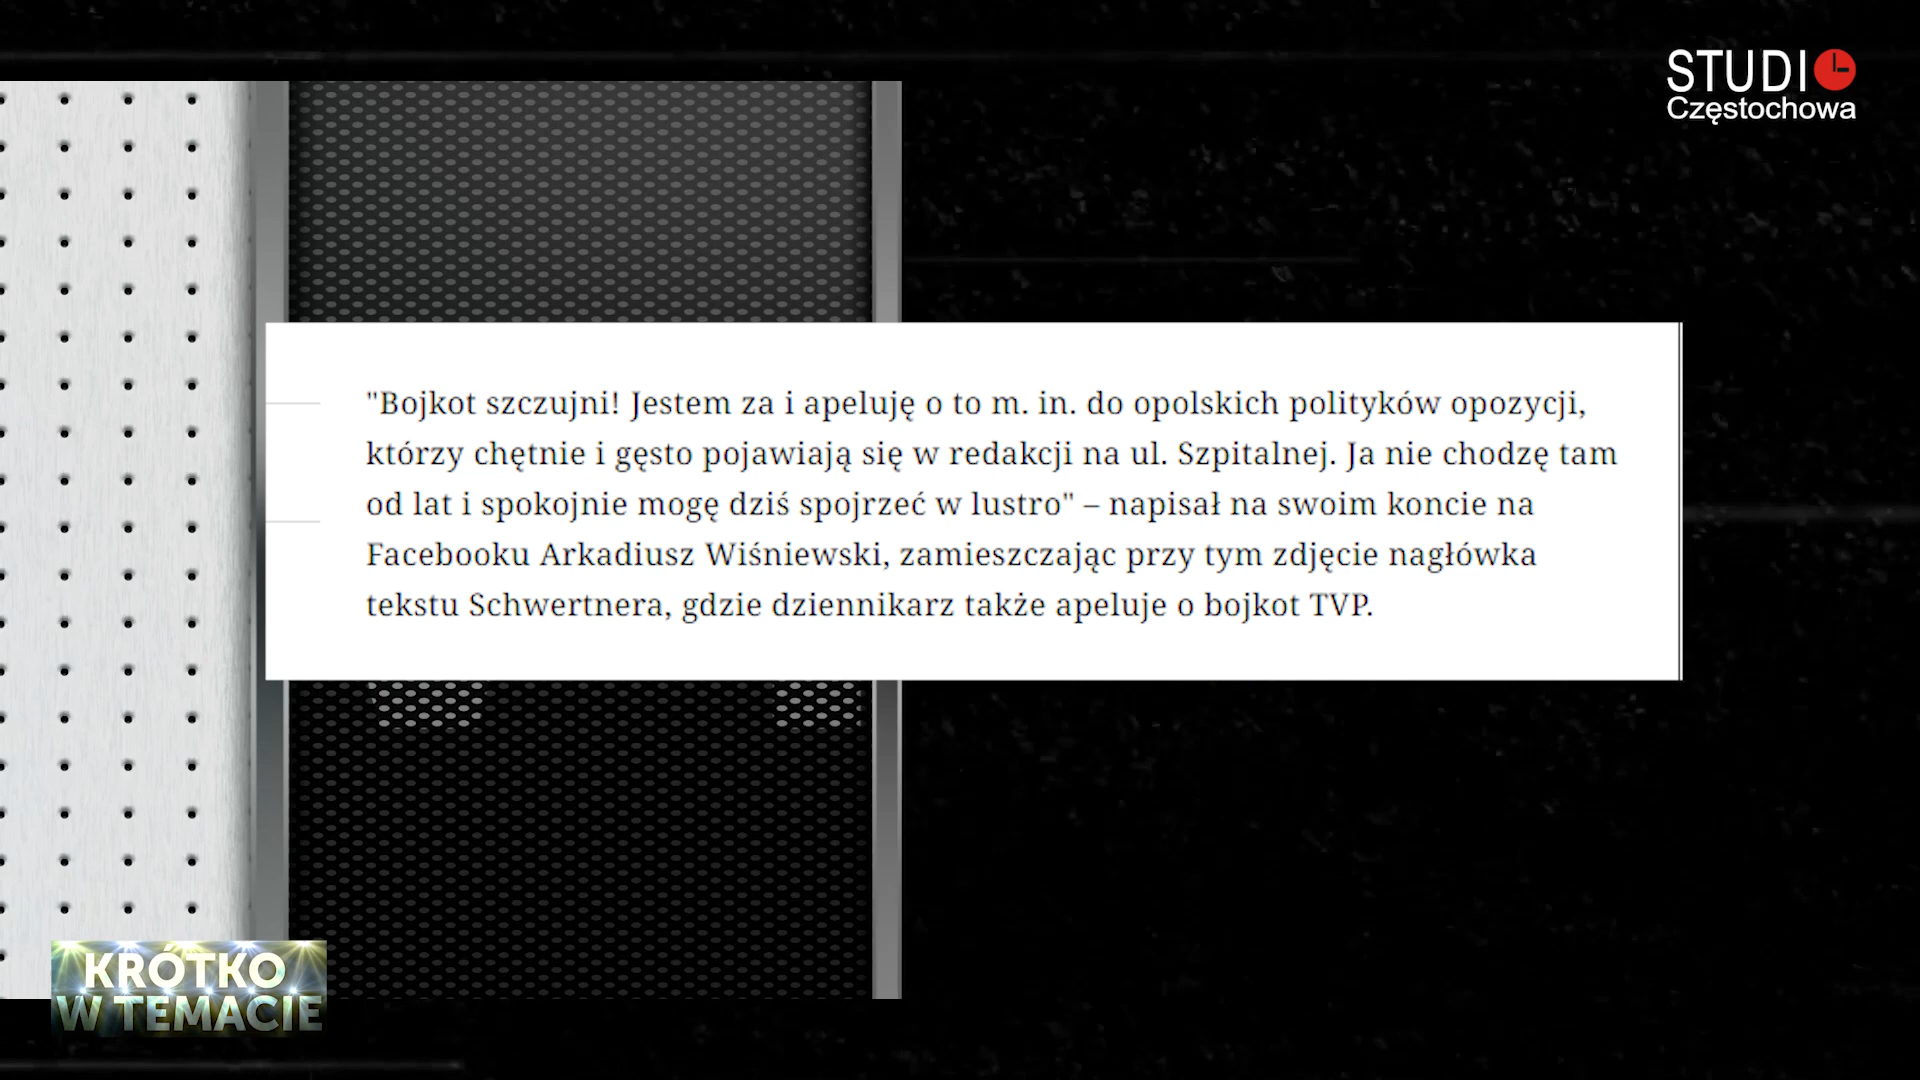 STUDI
Częstochowa
"Bojkot szczujni! Jestem za i apeluję o to m. in. do opolskich polityków opozycji,
którzy chętnie i gęsto pojawiają się w redakcji na ul. Szpitalnej. Ja nie chodzę tam
od lat i spokojnie mogę dziś spojrzeć w lustro" – napisał na swoim koncie na
Facebooku Arkadiusz Wiśniewski, zamieszczając przy tym zdjęcie nagłówka
tekstu Schwertnera, gdzie dziennikarz także apeluje o bojkot TVP.
KRÓTKO
W TEMACIE